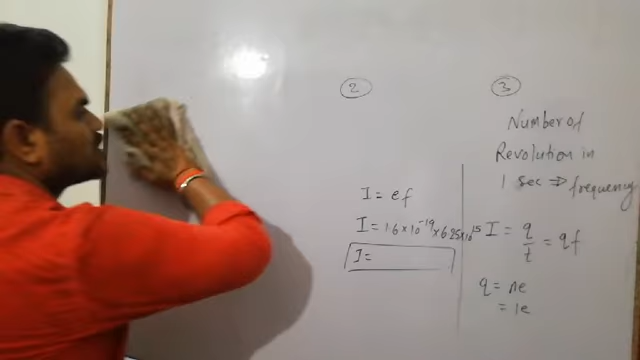 2
I = ef
I = 1.6×10⁻¹⁹×6.25×10¹⁵
I =
3
Number of
Revolution in
1 sec ⇒ frequency
I = q/t = qf
q = ne
= 1e